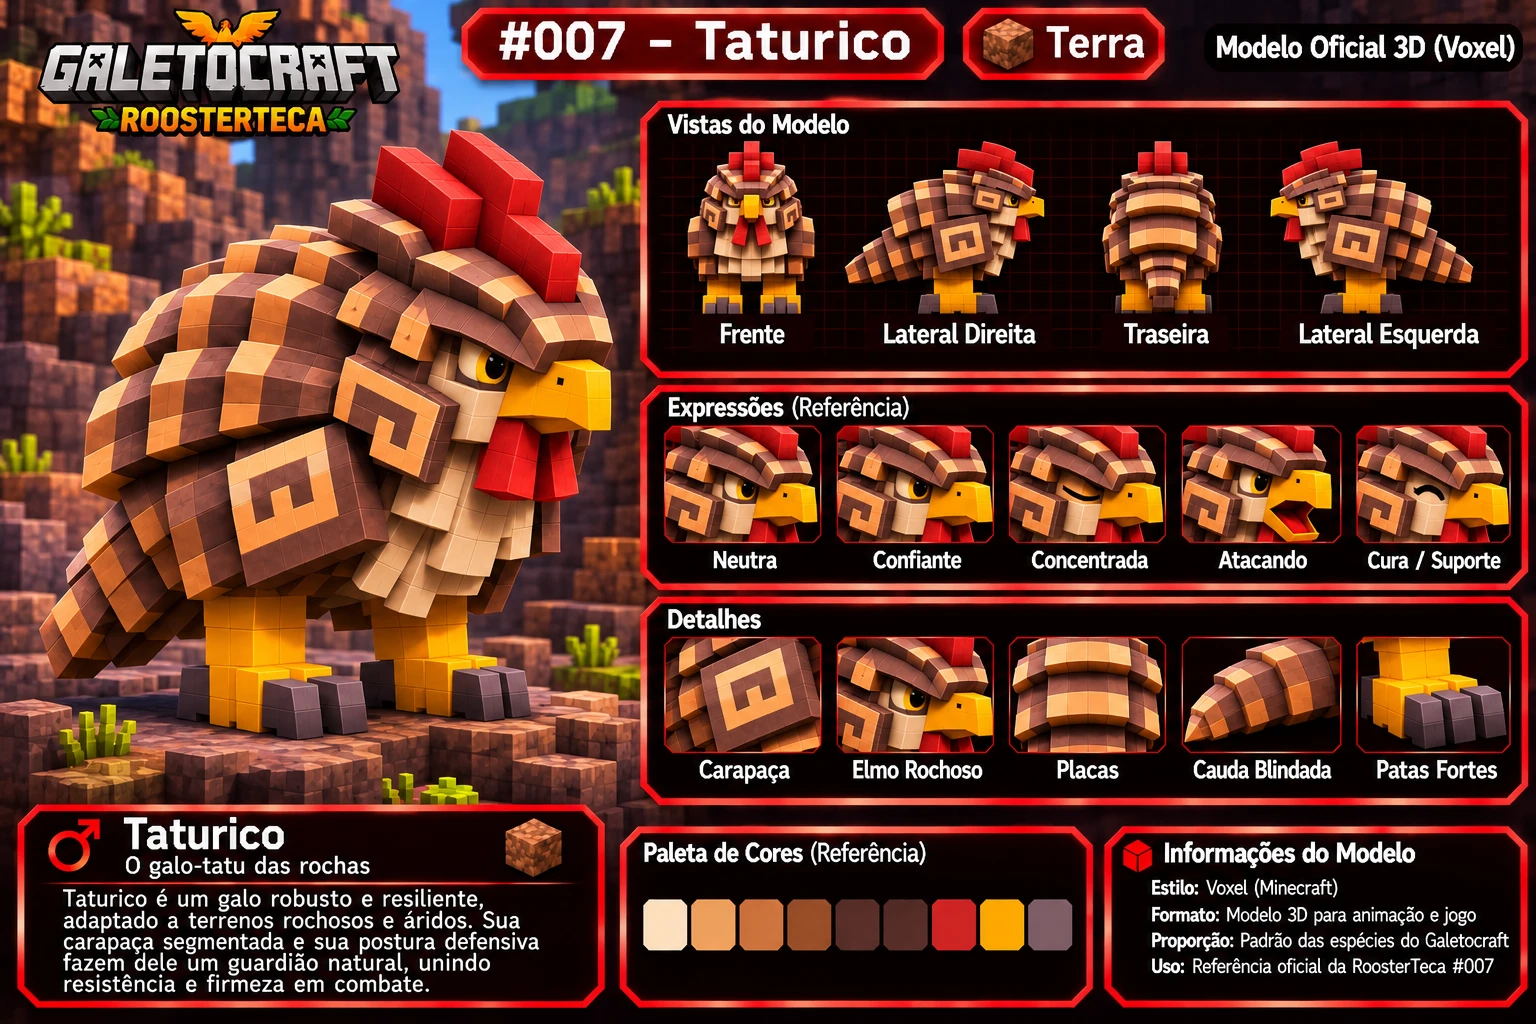 GALETOCRAFT
ROOSTERTECA
#007 - Taturico
Terra
Modelo Oficial 3D (Voxel)
Vistas do Modelo
Frente
Lateral Direita
Traseira
Lateral Esquerda
Expressões (Referência)
Neutra
Confiante
Concentrada
Atacando
Cura / Suporte
Detalhes
Carapaça
Elmo Rochoso
Placas
Cauda Blindada
Patas Fortes
Taturico
O galo-tatu das rochas
Taturico é um galo robusto e resiliente,
adaptado a terrenos rochosos e áridos. Sua
carapaça segmentada e sua postura defensiva
fazem dele um guardião natural, unindo
resistência e firmeza em combate.
Paleta de Cores (Referência)
Informações do Modelo
Estilo: Voxel (Minecraft)
Formato: Modelo 3D para animação e jogo
Proporção: Padrão das espécies do Galetocraft
Uso: Referência oficial da RoosterTeca #007